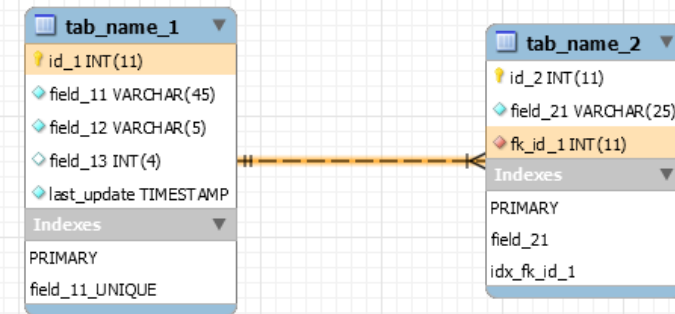 tab_name_1
id_1 INT(11)
field_11 VARCHAR(45)
field_12 VARCHAR(5)
field_13 INT(4)
last_update TIMESTAMP
Indexes
PRIMARY
field_11_UNIQUE
tab_name_2
id_2 INT(11)
field_21 VARCHAR(25)
fk_id_1 INT(11)
Indexes
PRIMARY
field_21
idx_fk_id_1